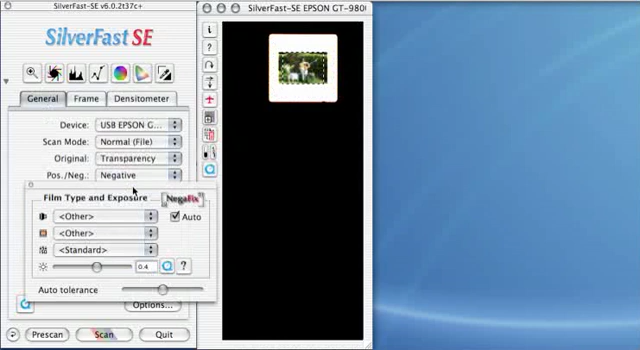 SilverFast-SE v6.0.2t37c+
SilverFast-SE EPSON GT-980
SilverFast SE
General
Frame
Densitometer
Device: USB EPSON G...
Scan Mode: Normal (File)
Original: Transparency
Pos./Neg.: Negative
Film Type and Exposure
NegaFix
<Other>
Auto
<Other>
<Standard>
0.4
?
Auto tolerance
Options...
Prescan
Scan
Quit
i
?